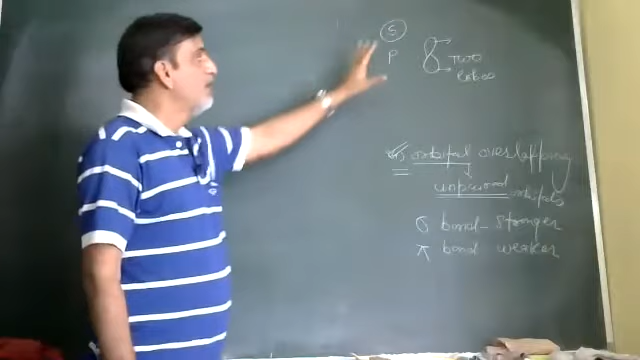 S
P
Two
Lobes
orbital overlapping
unpaired orbitals
σ bond - stronger
π bond weaker